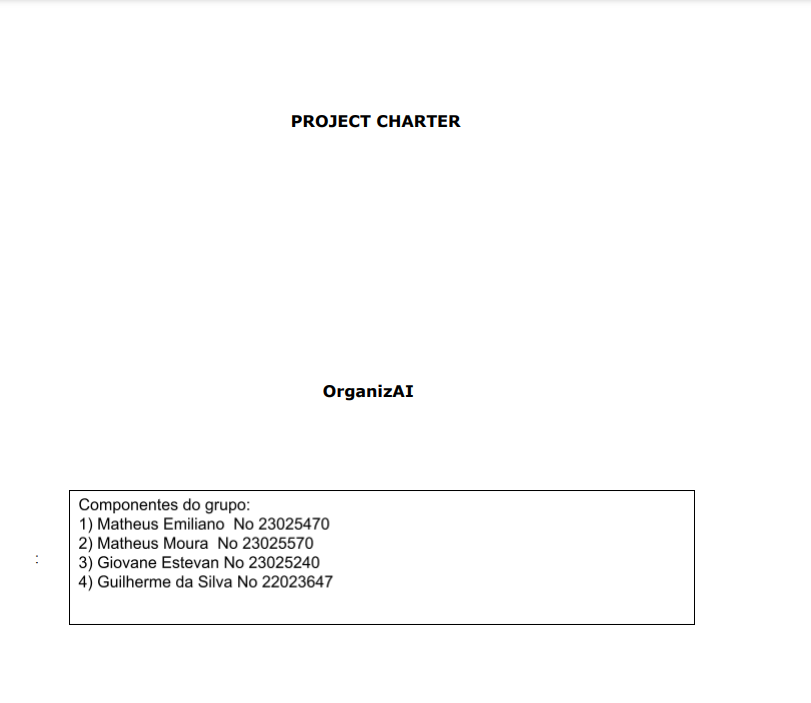 PROJECT CHARTER
OrganizAI
Componentes do grupo:
1) Matheus Emiliano  No 23025470
2) Matheus Moura  No 23025570
3) Giovane Estevan No 23025240
4) Guilherme da Silva No 22023647
: